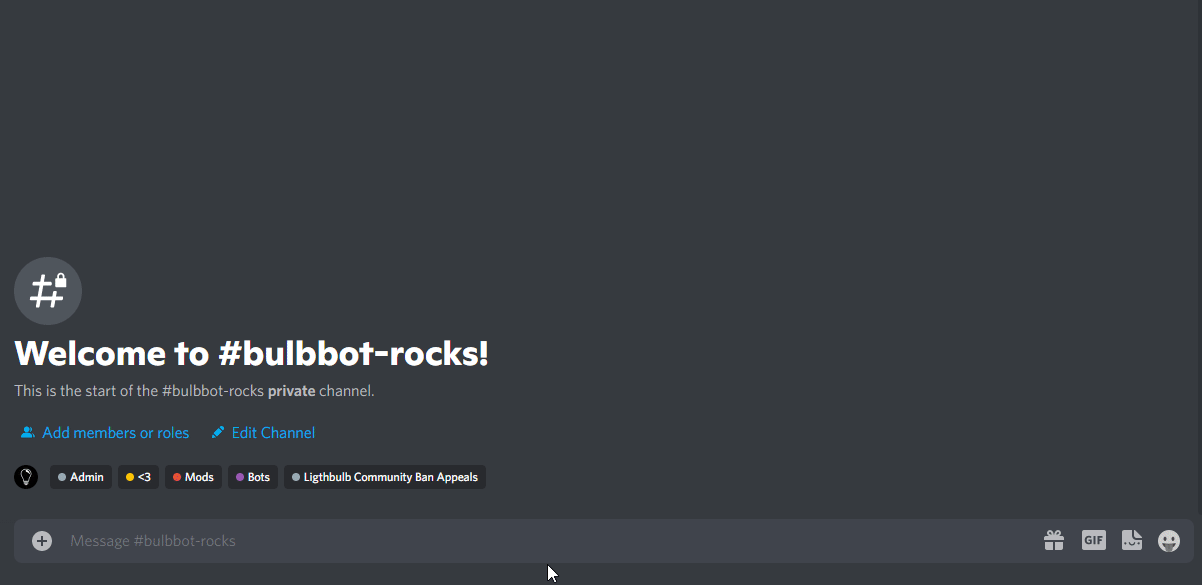 Welcome to #bulbbot-rocks!
This is the start of the #bulbbot-rocks private channel.
Add members or roles Edit Channel
Admin <3 Mods Bots Ligthbulb Community Ban Appeals
Message #bulbbot-rocks GIF